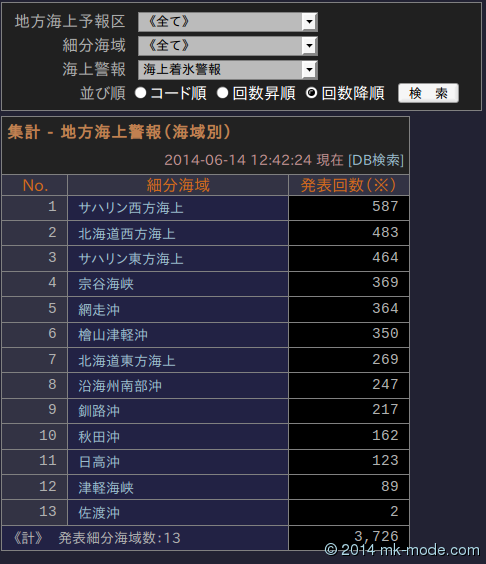 地方海上予報区 《全て》
細分海域 《全て》
海上警報 海上着氷警報
並び順 コード順 回数昇順 回数降順 検 索
集計 - 地方海上警報（海域別）
2014-06-14 12:42:24 現在 [DB検索]
No. 細分海域 発表回数（※）
1 サハリン西方海上 587
2 北海道西方海上 483
3 サハリン東方海上 464
4 宗谷海峡 369
5 網走沖 364
6 檜山津軽沖 350
7 北海道東方海上 269
8 沿海州南部沖 247
9 釧路沖 217
10 秋田沖 162
11 日高沖 123
12 津軽海峡 89
13 佐渡沖 2
《計》 発表細分海域数：13 3,726
© 2014 mk-mode.com